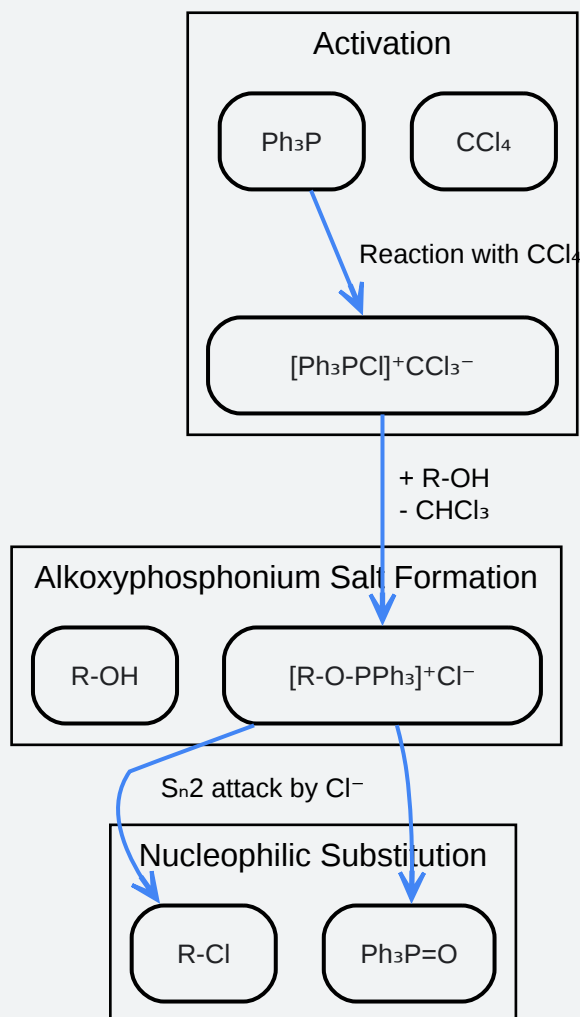 Activation
Ph₃P
CCl₄
Reaction with CCl₄
[Ph₃PCl]⁺CCl₃⁻
+ R-OH
- CHCl₃
Alkoxyphosphonium Salt Formation
R-OH
[R-O-PPh₃]⁺Cl⁻
Sₙ2 attack by Cl⁻
Nucleophilic Substitution
R-Cl
Ph₃P=O